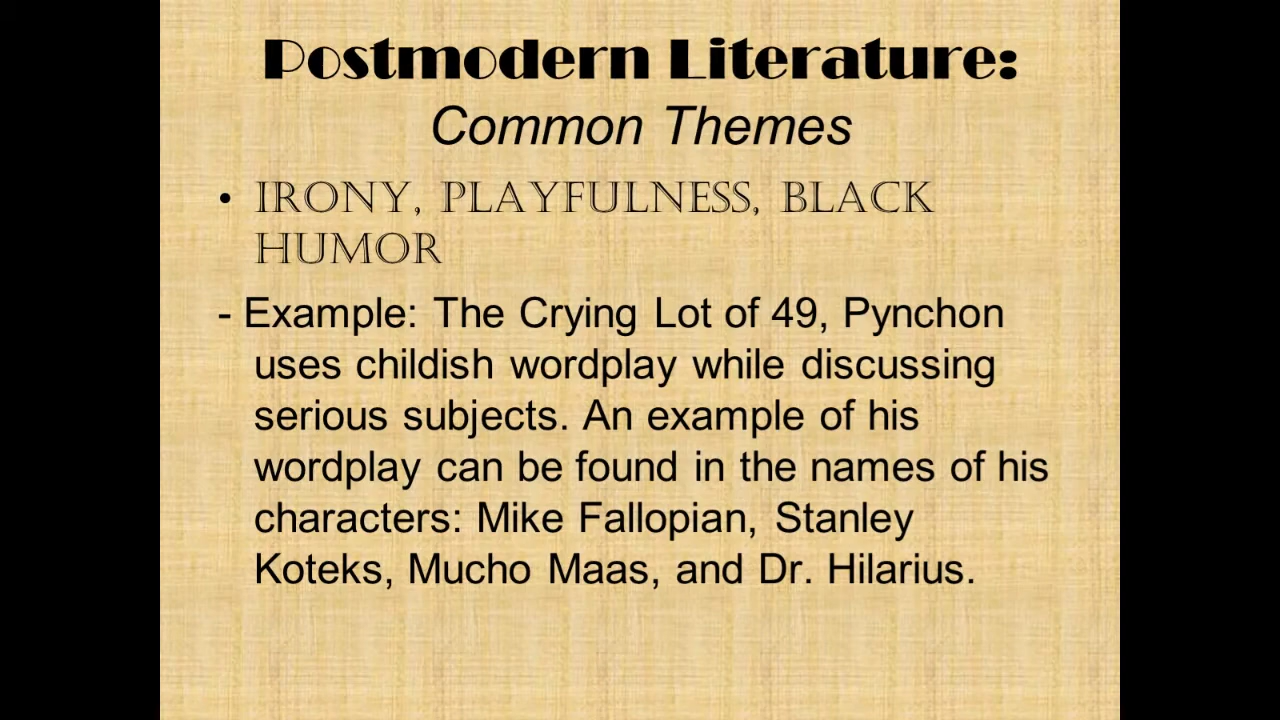 Postmodern Literature:
Common Themes
• IRONY, PLAYFULNESS, BLACK
HUMOR
- Example: The Crying Lot of 49, Pynchon
uses childish wordplay while discussing
serious subjects. An example of his
wordplay can be found in the names of his
characters: Mike Fallopian, Stanley
Koteks, Mucho Maas, and Dr. Hilarius.